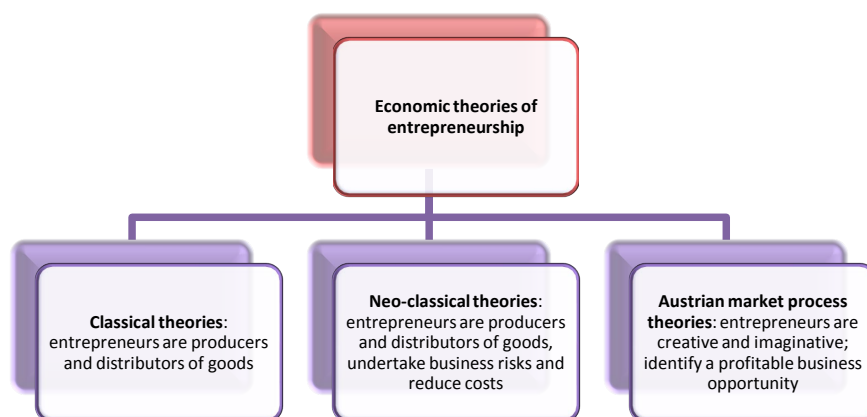 Economic theories of
entrepreneurship
Classical theories:
entrepreneurs are producers
and distributors of goods
Neo-classical theories:
entrepreneurs are producers
and distributors of goods,
undertake business risks and
reduce costs
Austrian market process
theories: entrepreneurs are
creative and imaginative;
identify a profitable business
opportunity